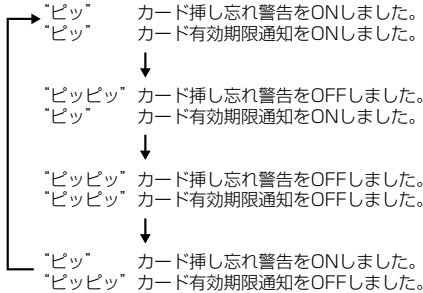 “ピッ” カード挿し忘れ警告をONしました。
“ピッ” カード有効期限通知をONしました。
“ピッピッ” カード挿し忘れ警告をOFFしました。
“ピッ” カード有効期限通知をONしました。
“ピッピッ” カード挿し忘れ警告をOFFしました。
“ピッピッ” カード有効期限通知をOFFしました。
“ピッ” カード挿し忘れ警告をONしました。
“ピッピッ” カード有効期限通知をOFFしました。